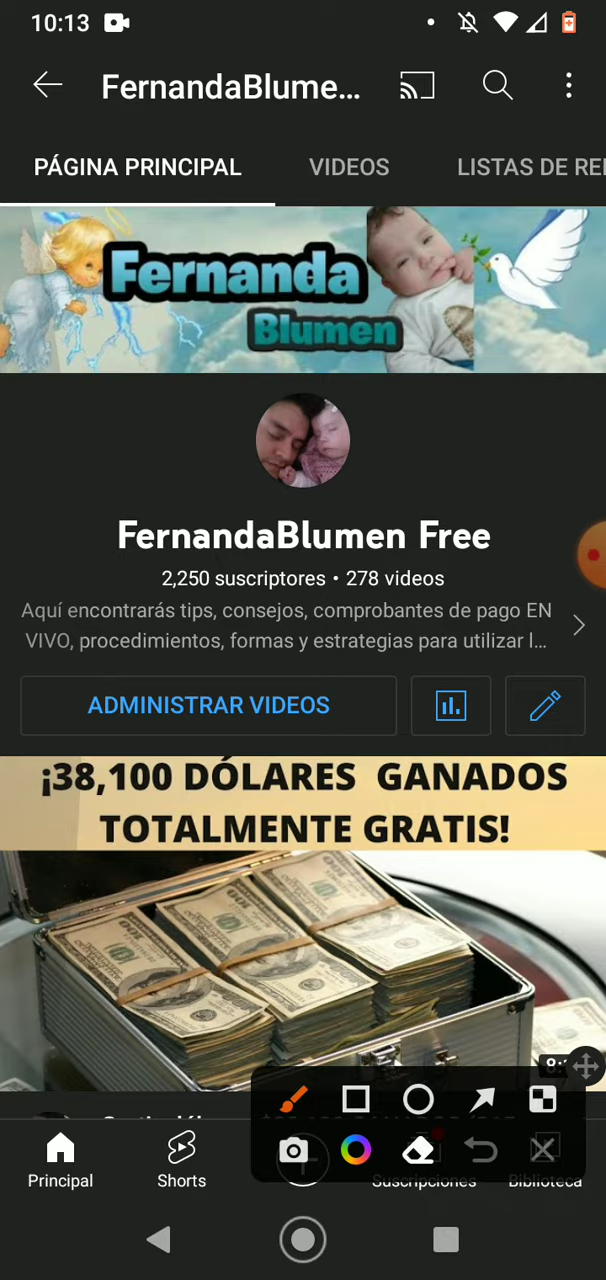 10:13
FernandaBlume...
PÁGINA PRINCIPAL
VIDEOS
LISTAS DE RE
Fernanda
Blumen
FernandaBlumen Free
2,250 suscriptores • 278 videos
Aquí encontrarás tips, consejos, comprobantes de pago EN
VIVO, procedimientos, formas y estrategias para utilizar l...
ADMINISTRAR VIDEOS
¡38,100 DÓLARES GANADOS
TOTALMENTE GRATIS!
Principal
Shorts
Suscripciones
Biblioteca